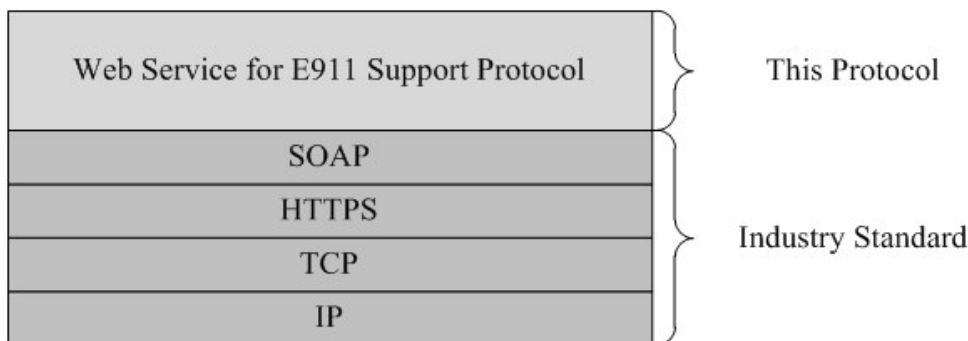 Web Service for E911 Support Protocol
This Protocol
SOAP
HTTPS
TCP
IP
Industry Standard